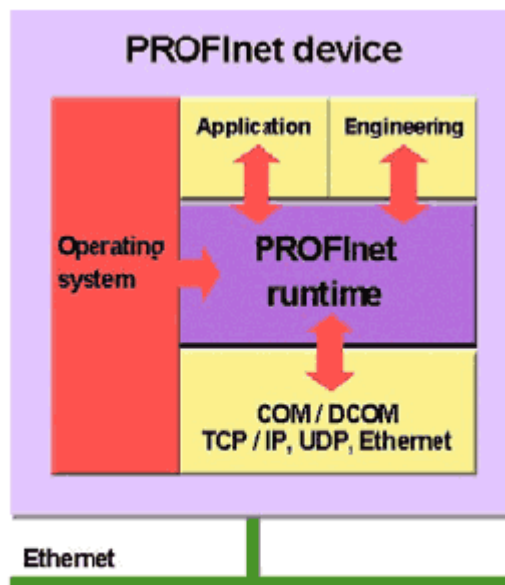 PROFInet device
Application
Engineering
Operating
system
PROFInet
runtime
COM / DCOM
TCP / IP, UDP, Ethernet
Ethernet